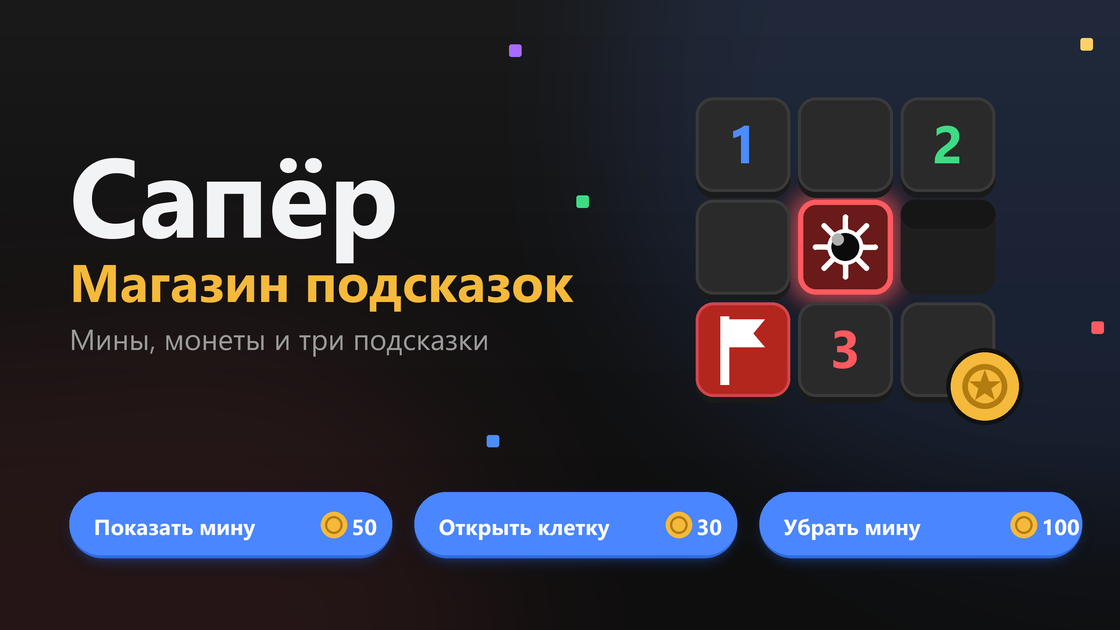 Сапёр
Магазин подсказок
Мины, монеты и три подсказки
1 2
3
Показать мину 50
Открыть клетку 30
Убрать мину 100